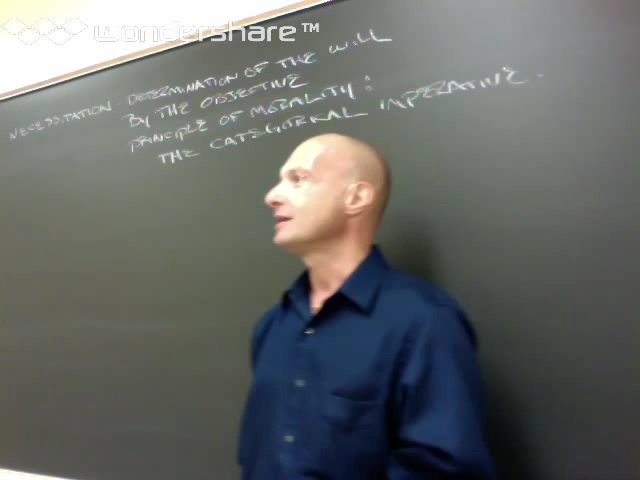 wondershare™
NECESSITATION - DETERMINATION OF THE WILL
BY THE OBJECTIVE
PRINCIPLE OF MORALITY:
THE CATEGORICAL IMPERATIVE.